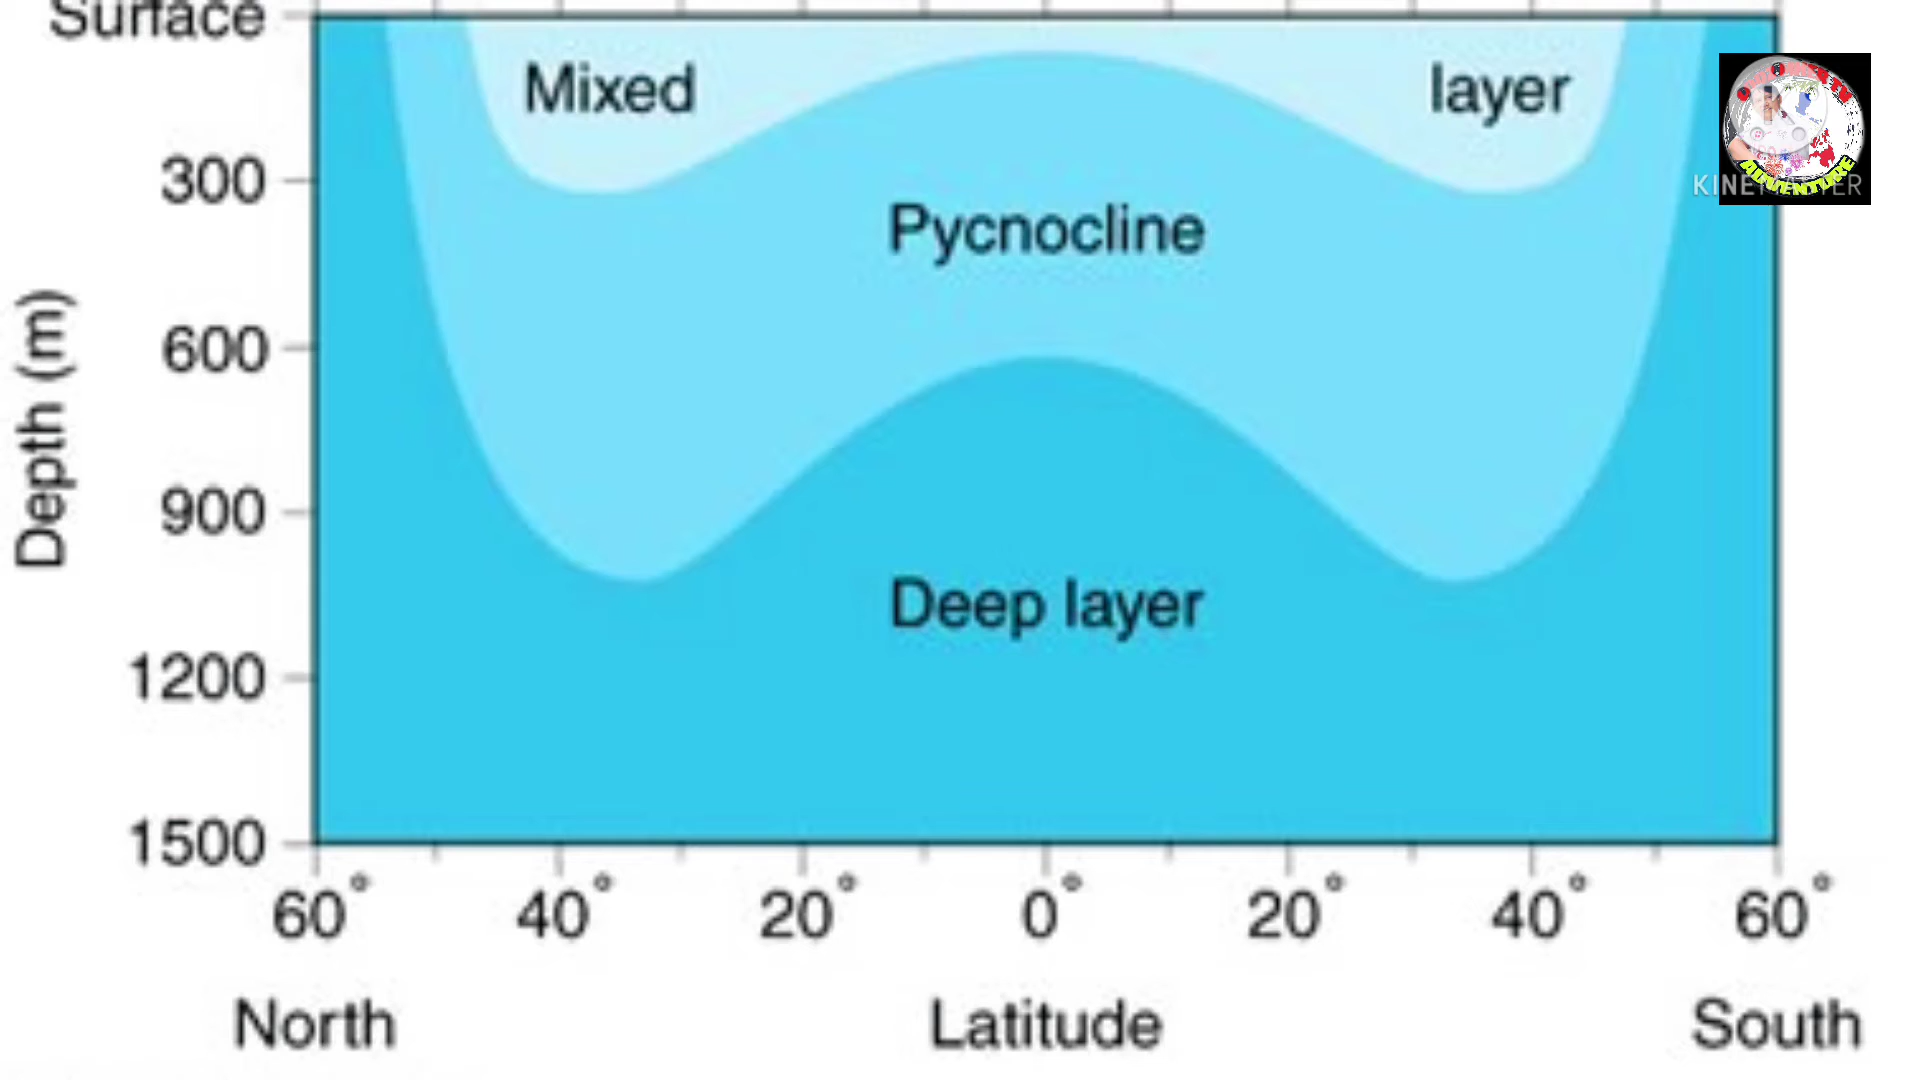 Surface
Mixed layer
300
Pycnocline
600
900
Deep layer
1200
1500
Depth (m)
60° 40° 20° 0° 20° 40° 60°
North Latitude South
ADVENTURE